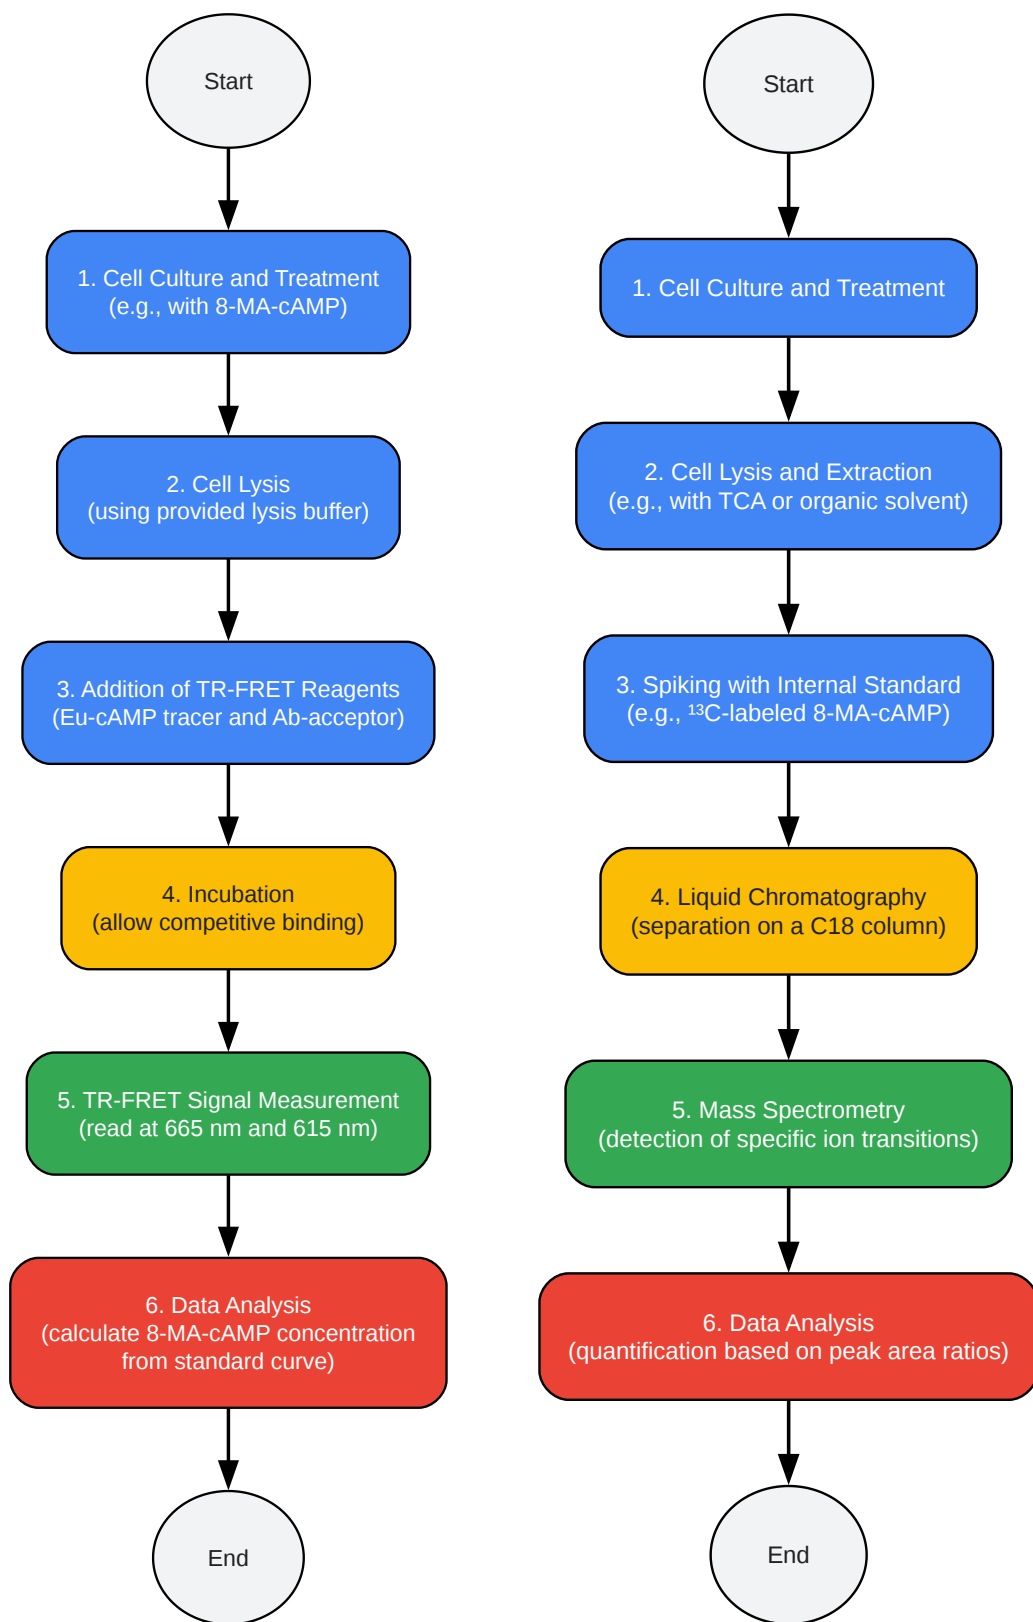 Start
1. Cell Culture and Treatment
(e.g., with 8-MA-cAMP)
2. Cell Lysis
(using provided lysis buffer)
3. Addition of TR-FRET Reagents
(Eu-cAMP tracer and Ab-acceptor)
4. Incubation
(allow competitive binding)
5. TR-FRET Signal Measurement
(read at 665 nm and 615 nm)
6. Data Analysis
(calculate 8-MA-cAMP concentration
from standard curve)
End
Start
1. Cell Culture and Treatment
2. Cell Lysis and Extraction
(e.g., with TCA or organic solvent)
3. Spiking with Internal Standard
(e.g., ¹³C-labeled 8-MA-cAMP)
4. Liquid Chromatography
(separation on a C18 column)
5. Mass Spectrometry
(detection of specific ion transitions)
6. Data Analysis
(quantification based on peak area ratios)
End